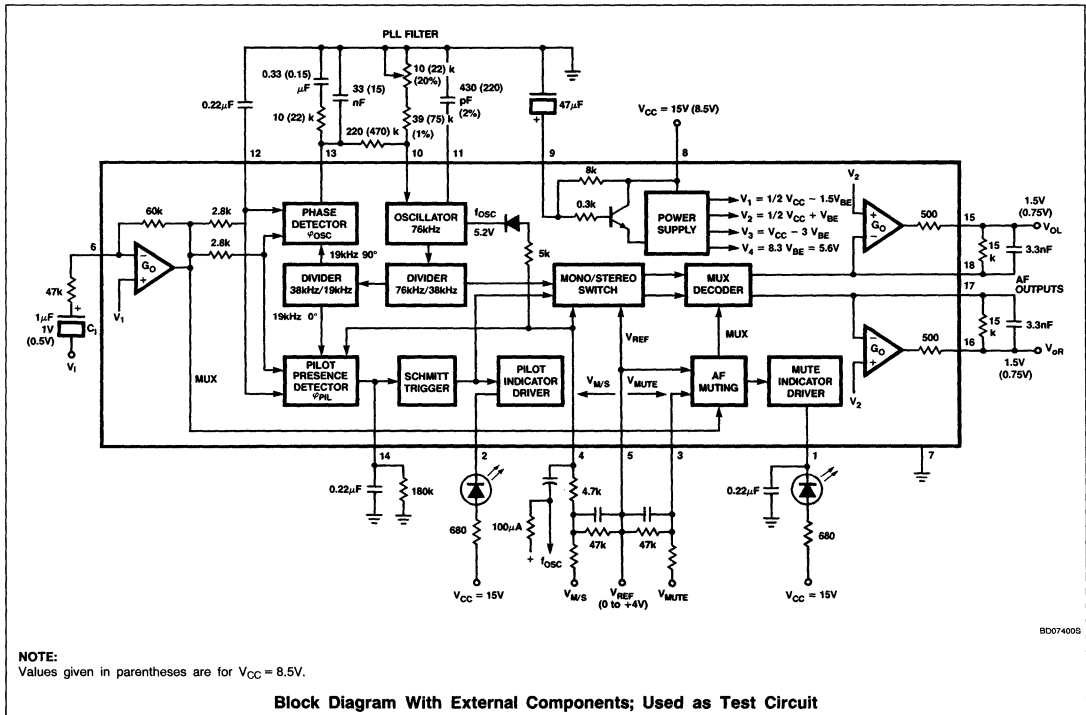 PLL FILTER
0.33 (0.15)
μF
33 (15)
nF
10 (22) k
(20%)
430 (220)
pF
(2%)
0.22μF
10 (22) k
39 (75) k
(1%)
220 (470) k
47μF
+
VCC = 15V (8.5V)
12
13
10
11
9
8
8k
0.3k
V1 = 1/2 VCC − 1.5VBE
V2 = 1/2 VCC + VBE
V3 = VCC − 3 VBE
V4 = 8.3 VBE = 5.6V
POWER
SUPPLY
60k
2.8k
2.8k
PHASE
DETECTOR
φOSC
OSCILLATOR
76kHz
fOSC
5.2V
5k
6
−
GO
+
V1
47k
1μF
1V
(0.5V)
+
CI
VI
19kHz 90°
DIVIDER
38kHz/19kHz
DIVIDER
76kHz/38kHz
19kHz 0°
MONO/STEREO
SWITCH
MUX
DECODER
V2
+
GO
−
500
15
1.5V
(0.75V)
VOL
15
k
3.3nF
18
AF
OUTPUTS
17
15
k
3.3nF
−
GO
+
500
16
VoR
1.5V
(0.75V)
V2
VREF
MUX
MUX
PILOT
PRESENCE
DETECTOR
φPIL
SCHMITT
TRIGGER
PILOT
INDICATOR
DRIVER
VM/S
VMUTE
AF
MUTING
MUTE
INDICATOR
DRIVER
14
2
4
5
3
1
7
0.22μF
180k
680
VCC = 15V
4.7k
100μA
+
fOSC
47k
47k
VM/S
VREF
(0 to +4V)
VMUTE
0.22μF
680
VCC = 15V
BD07400S
NOTE:
Values given in parentheses are for VCC = 8.5V.
Block Diagram With External Components; Used as Test Circuit